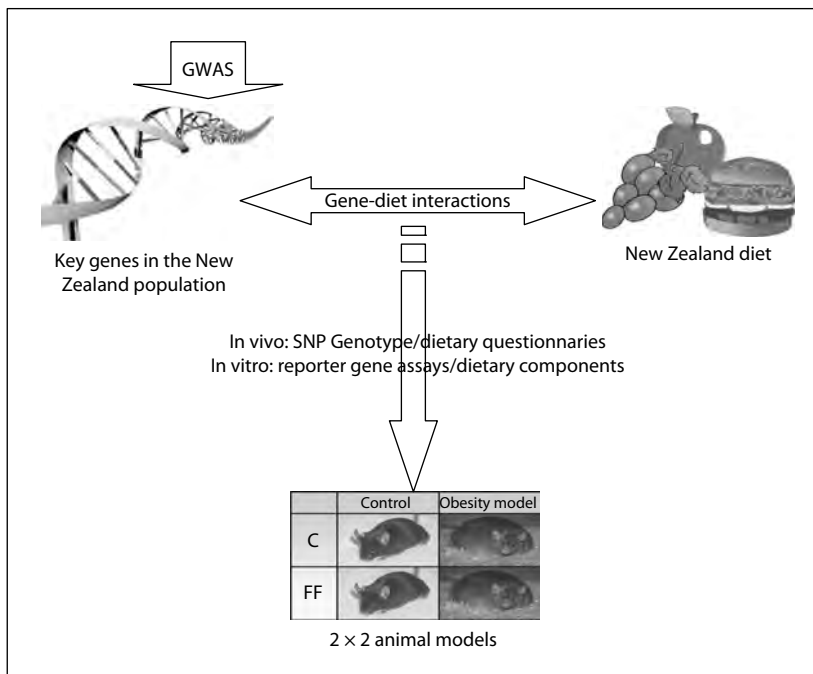 GWAS
Gene-diet interactions
Key genes in the New
Zealand population
New Zealand diet
In vivo: SNP Genotype/dietary questionnaries
In vitro: reporter gene assays/dietary components
Control Obesity model
C
FF
2 × 2 animal models